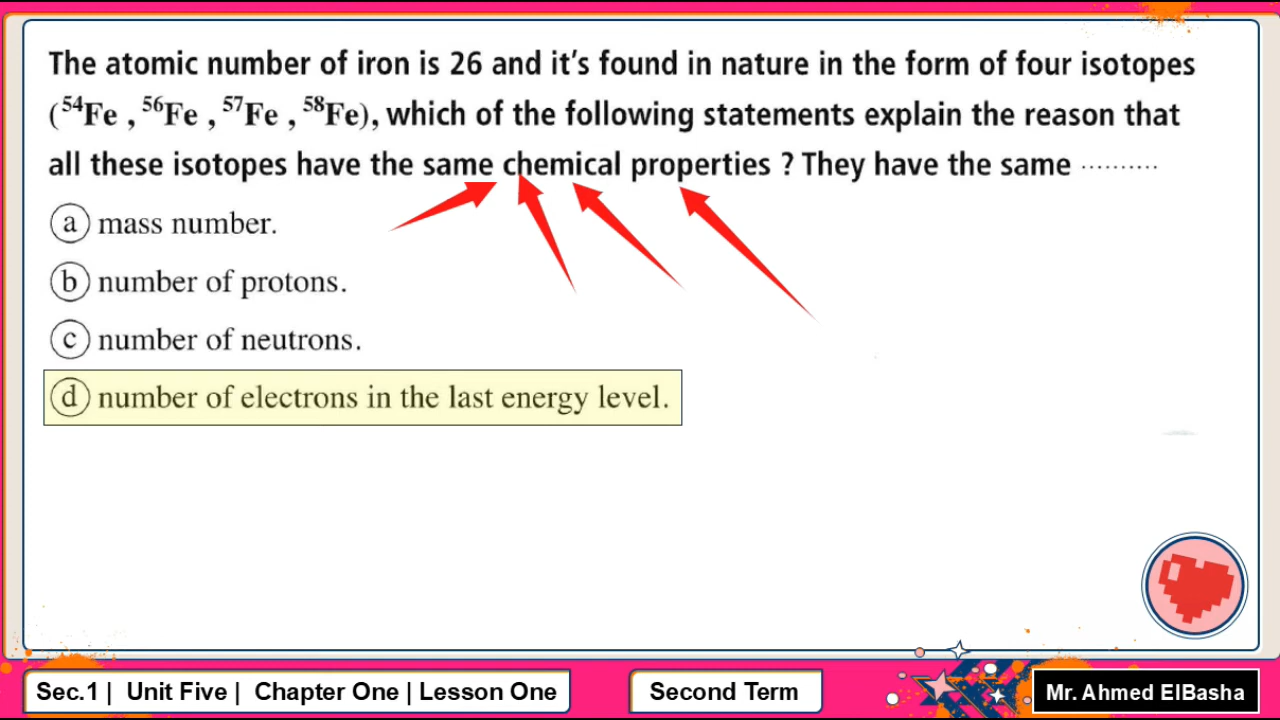 The atomic number of iron is 26 and it's found in nature in the form of four isotopes
(⁵⁴Fe , ⁵⁶Fe , ⁵⁷Fe , ⁵⁸Fe), which of the following statements explain the reason that
all these isotopes have the same chemical properties ? They have the same ··········
a mass number.
b number of protons.
c number of neutrons.
d number of electrons in the last energy level.
Sec.1 | Unit Five | Chapter One | Lesson One
Second Term
Mr. Ahmed ElBasha